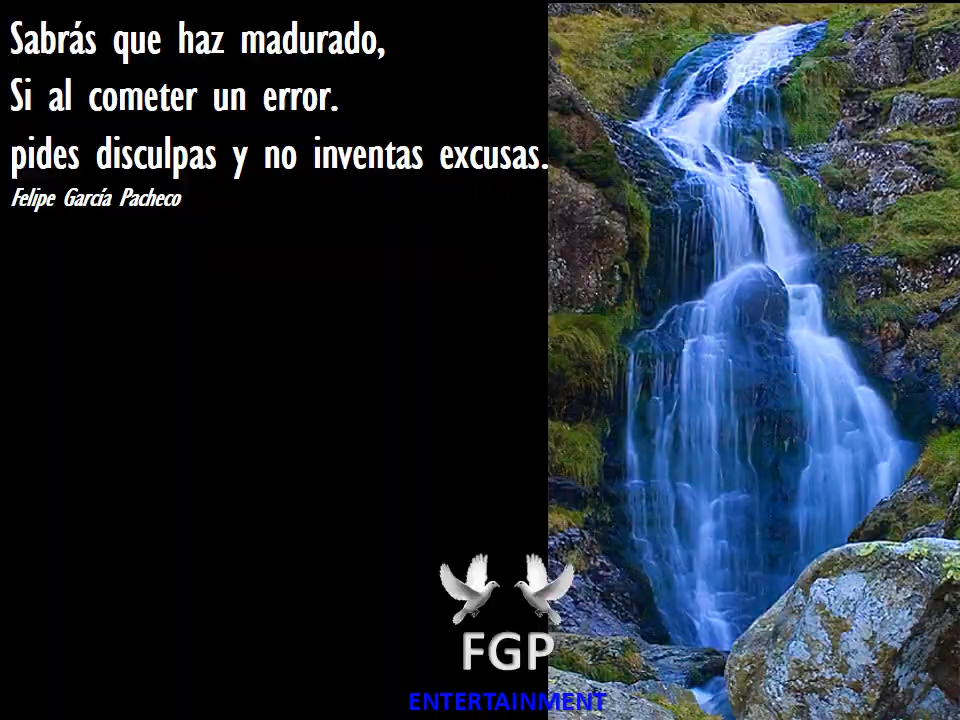 Sabrás que haz madurado,
Si al cometer un error.
pides disculpas y no inventas excusas.
Felipe García Pacheco
FGP
ENTERTAINMENT